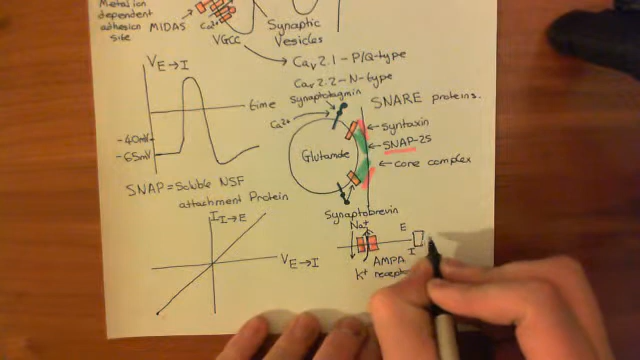 Metal ion
dependent
adhesion MIDAS
site
Ca2+
VGCC
Synaptic
Vesicles
Cav2.1 - P/Q-type
Cav2.2 - N-type
VE→I
time
-40mV
-65mV
synaptotagmin
Ca2+
SNARE proteins.
Glutamate
syntaxin
SNAP-25
core complex
SNAP = Soluble NSF
attachment Protein
Synaptobrevin
II→E
VE→I
Na+
E
I
AMPA
K+